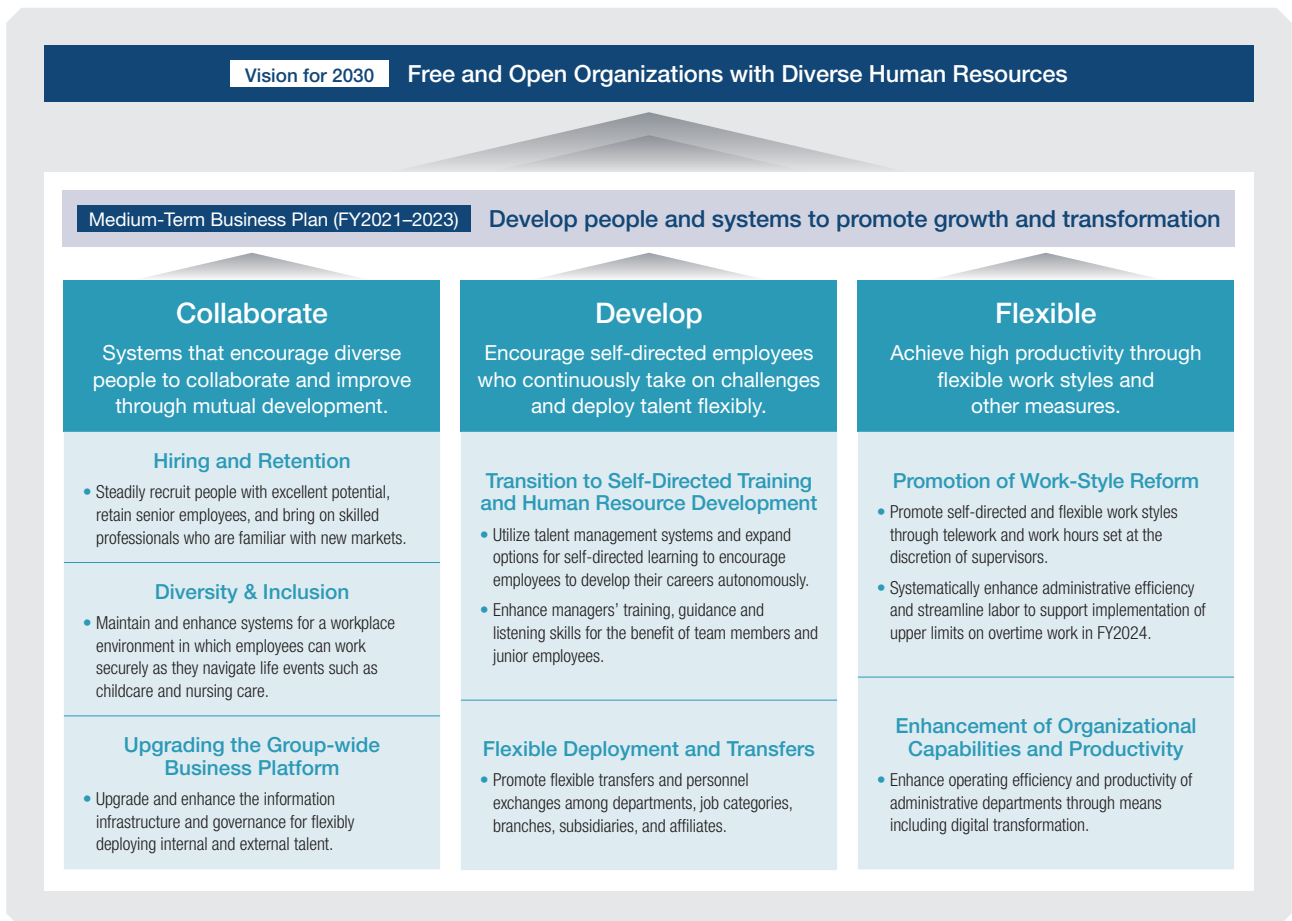 Vision for 2030 Free and Open Organizations with Diverse Human Resources
Medium-Term Business Plan (FY2021–2023) Develop people and systems to promote growth and transformation
Collaborate
Systems that encourage diverse
people to collaborate and improve
through mutual development.
Hiring and Retention
• Steadily recruit people with excellent potential,
retain senior employees, and bring on skilled
professionals who are familiar with new markets.
Diversity & Inclusion
• Maintain and enhance systems for a workplace
environment in which employees can work
securely as they navigate life events such as
childcare and nursing care.
Upgrading the Group-wide
Business Platform
• Upgrade and enhance the information
infrastructure and governance for flexibly
deploying internal and external talent.
Develop
Encourage self-directed employees
who continuously take on challenges
and deploy talent flexibly.
Transition to Self-Directed Training
and Human Resource Development
• Utilize talent management systems and expand
options for self-directed learning to encourage
employees to develop their careers autonomously.
• Enhance managers’ training, guidance and
listening skills for the benefit of team members and
junior employees.
Flexible Deployment and Transfers
• Promote flexible transfers and personnel
exchanges among departments, job categories,
branches, subsidiaries, and affiliates.
Flexible
Achieve high productivity through
flexible work styles and
other measures.
Promotion of Work-Style Reform
• Promote self-directed and flexible work styles
through telework and work hours set at the
discretion of supervisors.
• Systematically enhance administrative efficiency
and streamline labor to support implementation of
upper limits on overtime work in FY2024.
Enhancement of Organizational
Capabilities and Productivity
• Enhance operating efficiency and productivity of
administrative departments through means
including digital transformation.